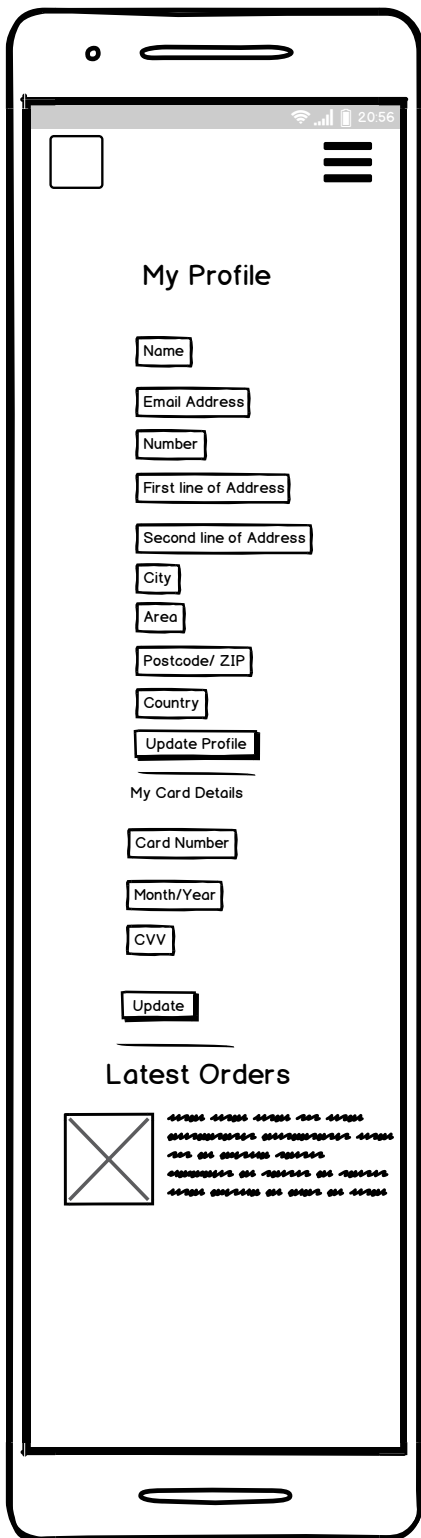 20:56
My Profile
Name
Email Address
Number
First line of Address
Second line of Address
City
Area
Postcode/ ZIP
Country
Update Profile
My Card Details
Card Number
Month/Year
CVV
Update
Latest Orders